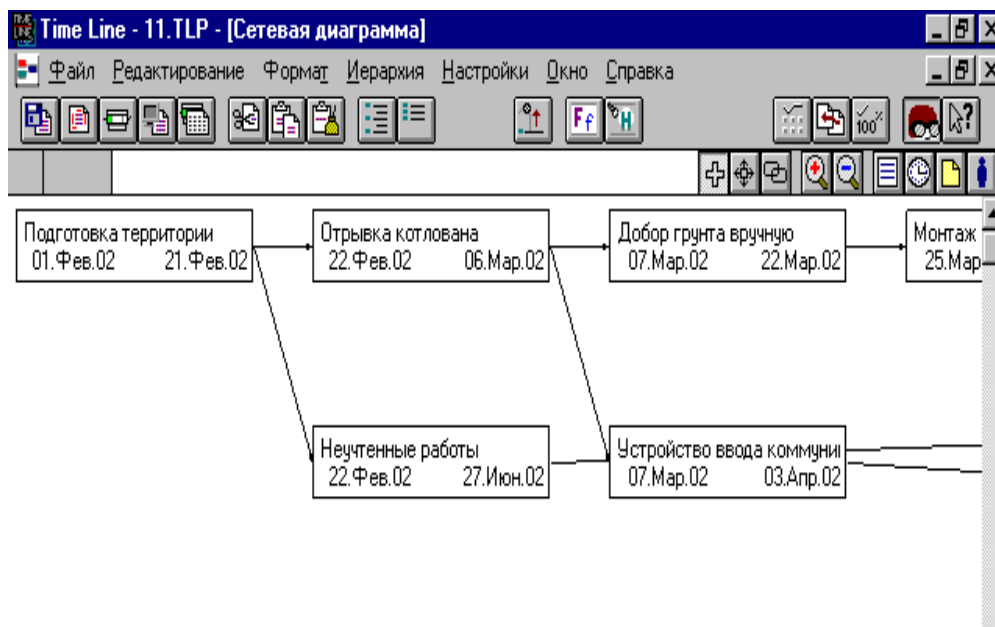 Time Line - 11.TLP - [Сетевая диаграмма]
Файл Редактирование Формат Иерархия Настройки Окно Справка
Ff H 100% ?
Подготовка территории
01.Фев.02 21.Фев.02
Отрывка котлована
22.Фев.02 06.Мар.02
Добор грунта вручную
07.Мар.02 22.Мар.02
Монтаж
25.Мар
Неучтенные работы
22.Фев.02 27.Июн.02
Устройство ввода коммуни
07.Мар.02 03.Апр.02